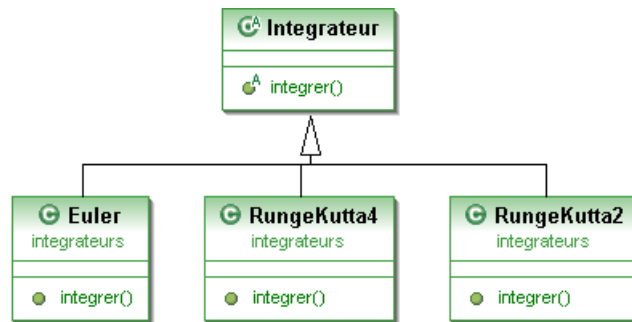 Integrateur
integrer()
Euler
integrateurs
integrer()
RungeKutta4
integrateurs
integrer()
RungeKutta2
integrateurs
integrer()